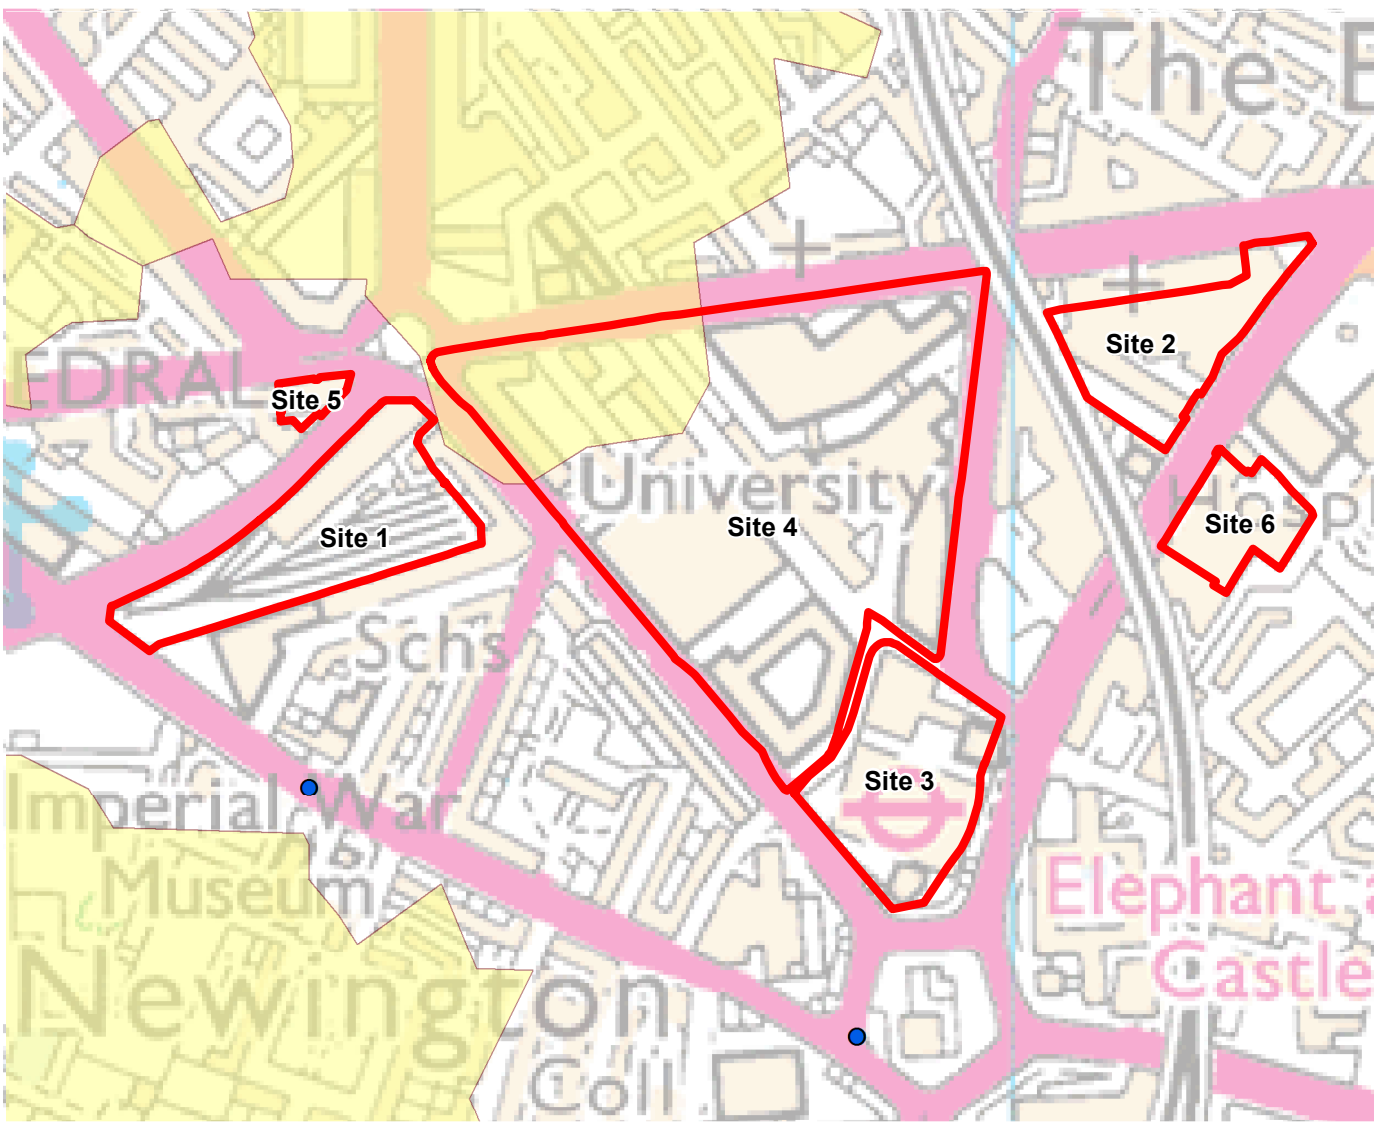 The E
EDRAL
Site 5
Site 2
University
Site 4
Hosp
Site 6
Site 1
Schs
Site 3
Imperial War
Museum
Elephant a
Castle
Newington
Coll